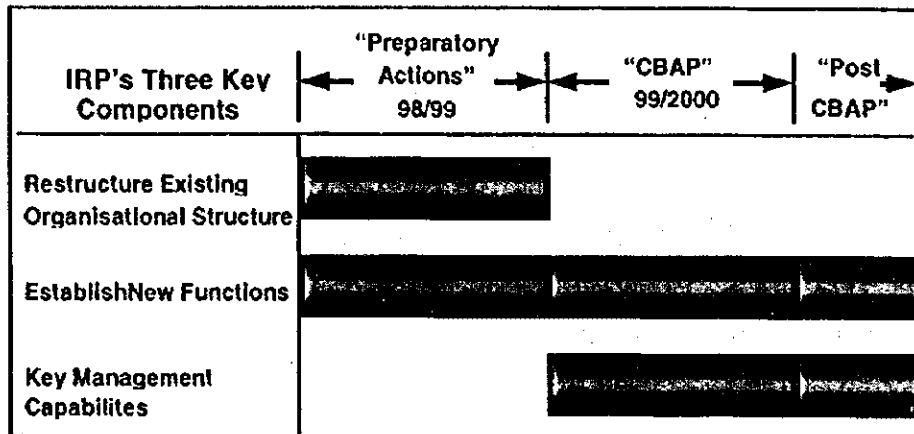 IRP's Three Key
Components
"Preparatory
Actions"
98/99
"CBAP"
99/2000
"Post
CBAP"
Restructure Existing
Organisational Structure
EstablishNew Functions
Key Management
Capabilites